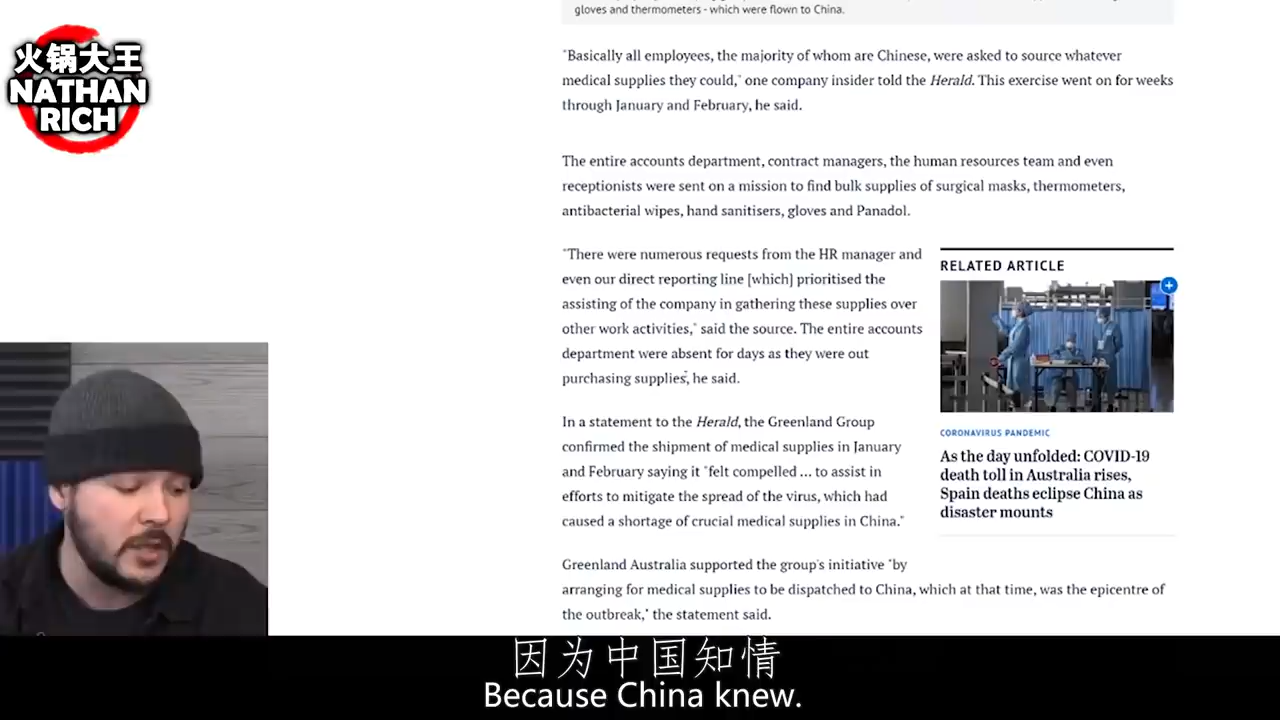 gloves and thermometers - which were flown to China.
火锅大王
NATHAN
RICH
"Basically all employees, the majority of whom are Chinese, were asked to source whatever
medical supplies they could," one company insider told the Herald. This exercise went on for weeks
through January and February, he said.
The entire accounts department, contract managers, the human resources team and even
receptionists were sent on a mission to find bulk supplies of surgical masks, thermometers,
antibacterial wipes, hand sanitisers, gloves and Panadol.
"There were numerous requests from the HR manager and
even our direct reporting line [which] prioritised the
assisting of the company in gathering these supplies over
other work activities," said the source. The entire accounts
department were absent for days as they were out
purchasing supplies, he said.
In a statement to the Herald, the Greenland Group
confirmed the shipment of medical supplies in January
and February saying it "felt compelled ... to assist in
efforts to mitigate the spread of the virus, which had
caused a shortage of crucial medical supplies in China."
RELATED ARTICLE
CORONAVIRUS PANDEMIC
As the day unfolded: COVID-19
death toll in Australia rises,
Spain deaths eclipse China as
disaster mounts
Greenland Australia supported the group's initiative "by
arranging for medical supplies to be dispatched to China, which at that time, was the epicentre of
the outbreak," the statement said.
因为中国知情
Because China knew.